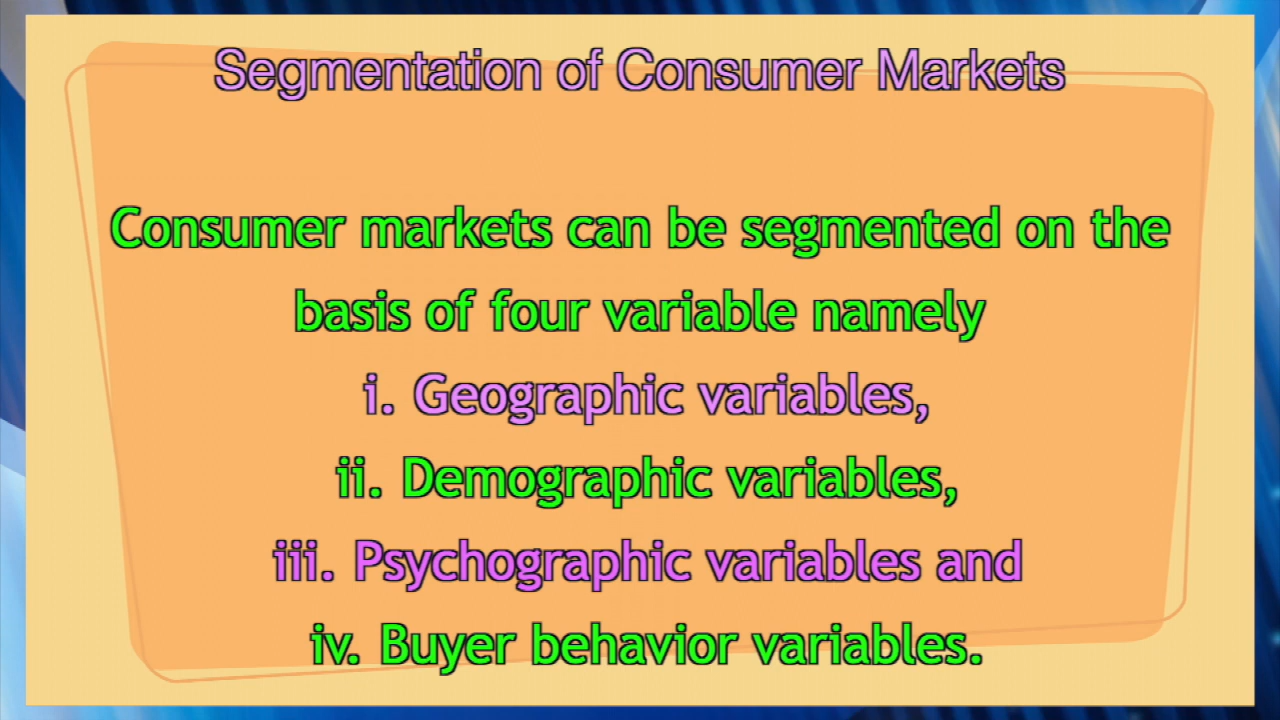 Segmentation of Consumer Markets
Consumer markets can be segmented on the
basis of four variable namely
i. Geographic variables,
ii. Demographic variables,
iii. Psychographic variables and
iv. Buyer behavior variables.